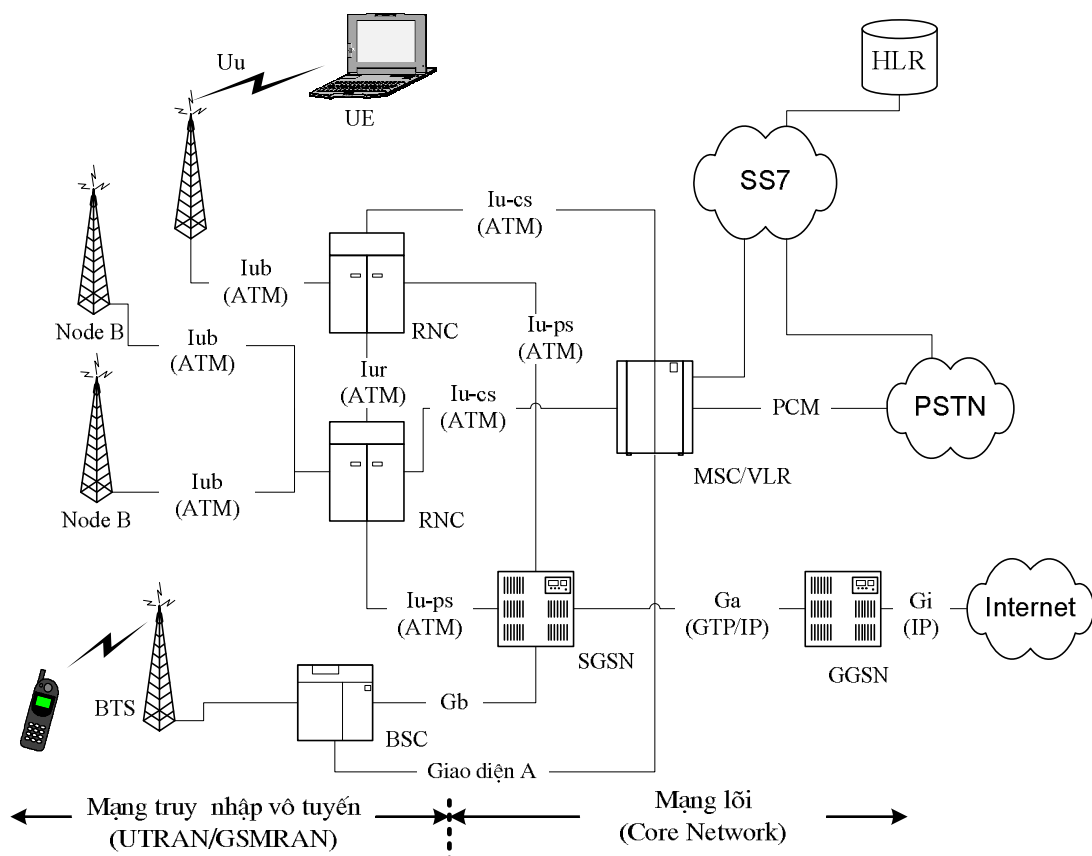 Uu
UE
HLR
SS7
Iu-cs
(ATM)
Iub
(ATM)
Node B
RNC
Iu-ps
(ATM)
Iub
(ATM)
Iur
(ATM)
Iu-cs
(ATM)
PCM
PSTN
MSC/VLR
Iub
(ATM)
Node B
RNC
Iu-ps
(ATM)
SGSN
Ga
(GTP/IP)
GGSN
Gi
(IP)
Internet
BTS
Gb
BSC
Giao diện A
Mạng truy nhập vô tuyến
(UTRAN/GSMRAN)
Mạng lõi
(Core Network)